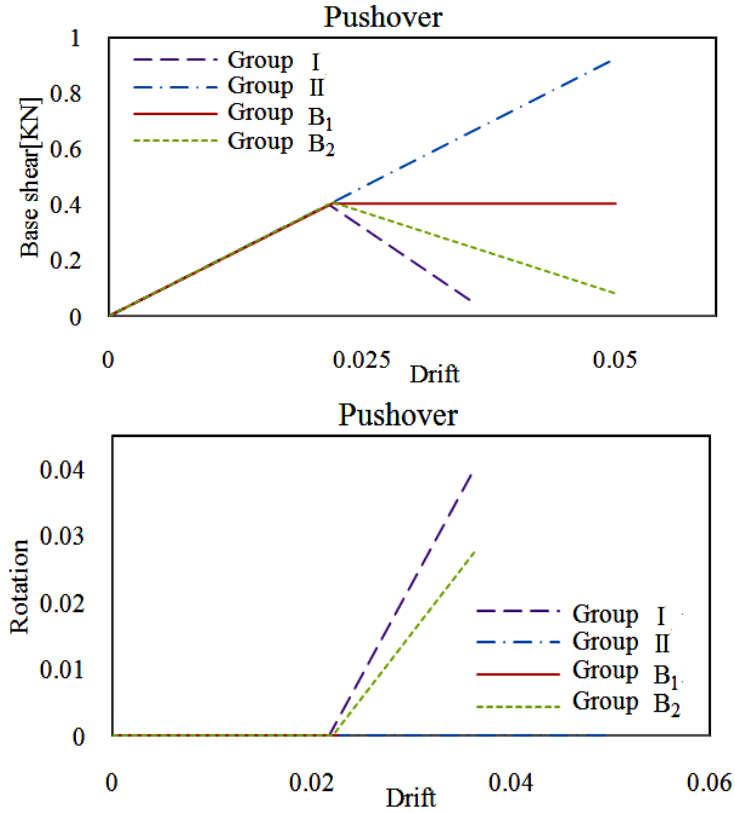 Pushover
Base shear[KN]
1
0.8
0.6
0.4
0.2
0
Group I
Group II
Group B₁
Group B₂
0 0.025 0.05
Drift
Pushover
Rotation
0.04
0.03
0.02
0.01
0
Group I
Group II
Group B₁
Group B₂
0 0.02 0.04 0.06
Drift